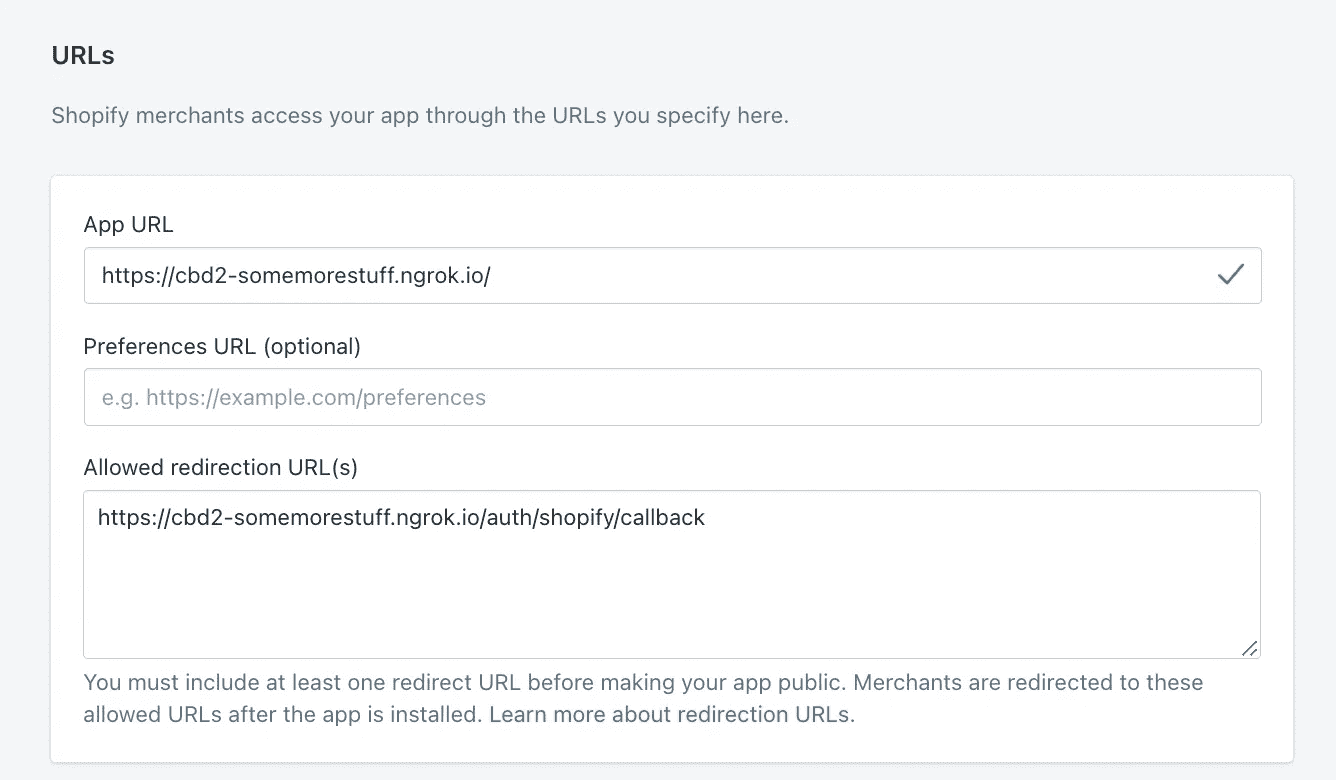 URLs
Shopify merchants access your app through the URLs you specify here.
App URL
https://cbd2-somemorestuff.ngrok.io/
Preferences URL (optional)
e.g. https://example.com/preferences
Allowed redirection URL(s)
https://cbd2-somemorestuff.ngrok.io/auth/shopify/callback
You must include at least one redirect URL before making your app public. Merchants are redirected to these
allowed URLs after the app is installed. Learn more about redirection URLs.